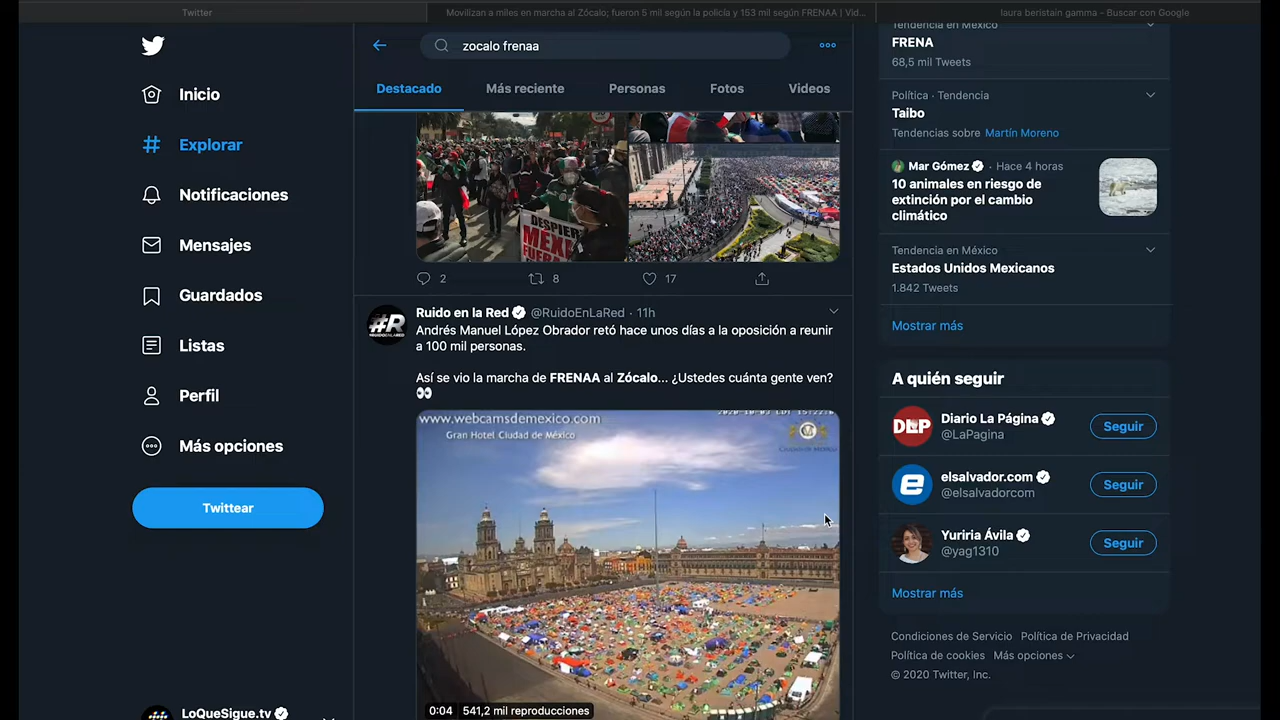 Twitter
Movilizan a miles en marcha al Zócalo; fueron 5 mil según la policía y 153 mil según FRENAA | Vid...
laura beristain gamma - Buscar con Google
Inicio
Explorar
Notificaciones
Mensajes
Guardados
Listas
Perfil
Más opciones
Twittear
LoQueSigue.tv
zocalo frenaa
Destacado
Más reciente
Personas
Fotos
Videos
DESPIER
MEXI
FUERA
2
8
17
#R
Ruido en la Red @RuidoEnLaRed · 11h
Andrés Manuel López Obrador retó hace unos días a la oposición a reunir
a 100 mil personas.
Así se vio la marcha de FRENAA al Zócalo... ¿Ustedes cuánta gente ven?
www.webcamsdemexico.com
Gran Hotel Ciudad de México
0:04
541,2 mil reproducciones
Tendencia en México
FRENA
68,5 mil Tweets
Política · Tendencia
Taibo
Tendencias sobre Martín Moreno
Mar Gómez · Hace 4 horas
10 animales en riesgo de
extinción por el cambio
climático
Tendencia en México
Estados Unidos Mexicanos
1.842 Tweets
Mostrar más
A quién seguir
DLP
Diario La Página
@LaPagina
Seguir
e
elsalvador.com
@elsalvadorcom
Seguir
Yuriria Ávila
@yag1310
Seguir
Mostrar más
Condiciones de Servicio Política de Privacidad
Política de cookies Más opciones
© 2020 Twitter, Inc.